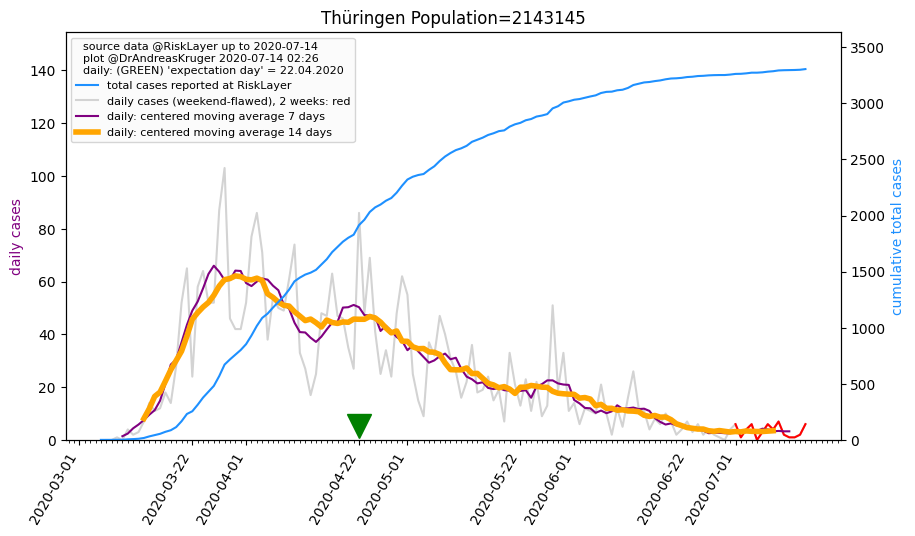 Thüringen Population=2143145
source data @RiskLayer up to 2020-07-14
plot @DrAndreasKruger 2020-07-14 02:26
daily: (GREEN) 'expectation day' = 22.04.2020
total cases reported at RiskLayer
daily cases (weekend-flawed), 2 weeks: red
daily: centered moving average 7 days
daily: centered moving average 14 days
daily cases
140
120
100
80
60
40
20
0
3500
3000
2500
2000
1500
1000
500
0
cumulative total cases
2020-03-01
2020-03-22
2020-04-01
2020-04-22
2020-05-01
2020-05-22
2020-06-01
2020-06-22
2020-07-01